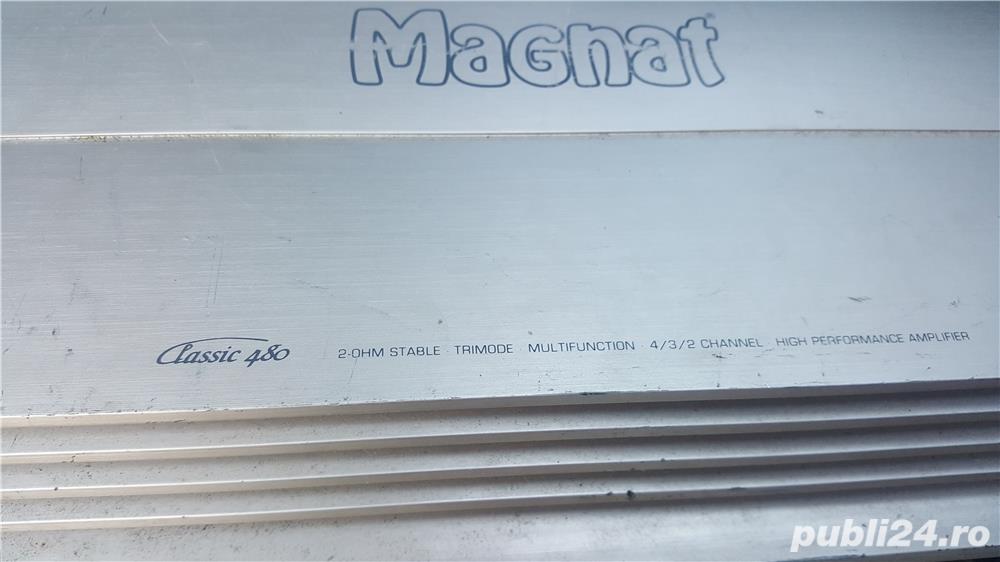 Magnat
Classic 480 2-OHM STABLE · TRIMODE · MULTIFUNCTION · 4/3/2 CHANNEL · HIGH PERFORMANCE AMPLIFIER
publi24.ro